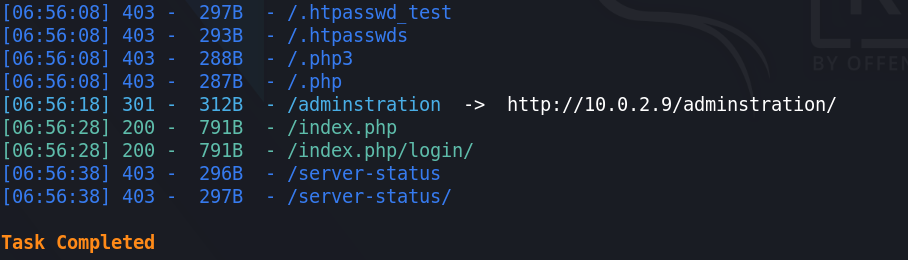 [06:56:08] 403 -  297B  - /.htpasswd_test
[06:56:08] 403 -  293B  - /.htpasswds
[06:56:08] 403 -  288B  - /.php3
[06:56:08] 403 -  287B  - /.php
[06:56:18] 301 -  312B  - /adminstration  ->  http://10.0.2.9/adminstration/
[06:56:28] 200 -  791B  - /index.php
[06:56:28] 200 -  791B  - /index.php/login/
[06:56:38] 403 -  296B  - /server-status
[06:56:38] 403 -  297B  - /server-status/
Task Completed
BY OFFEN